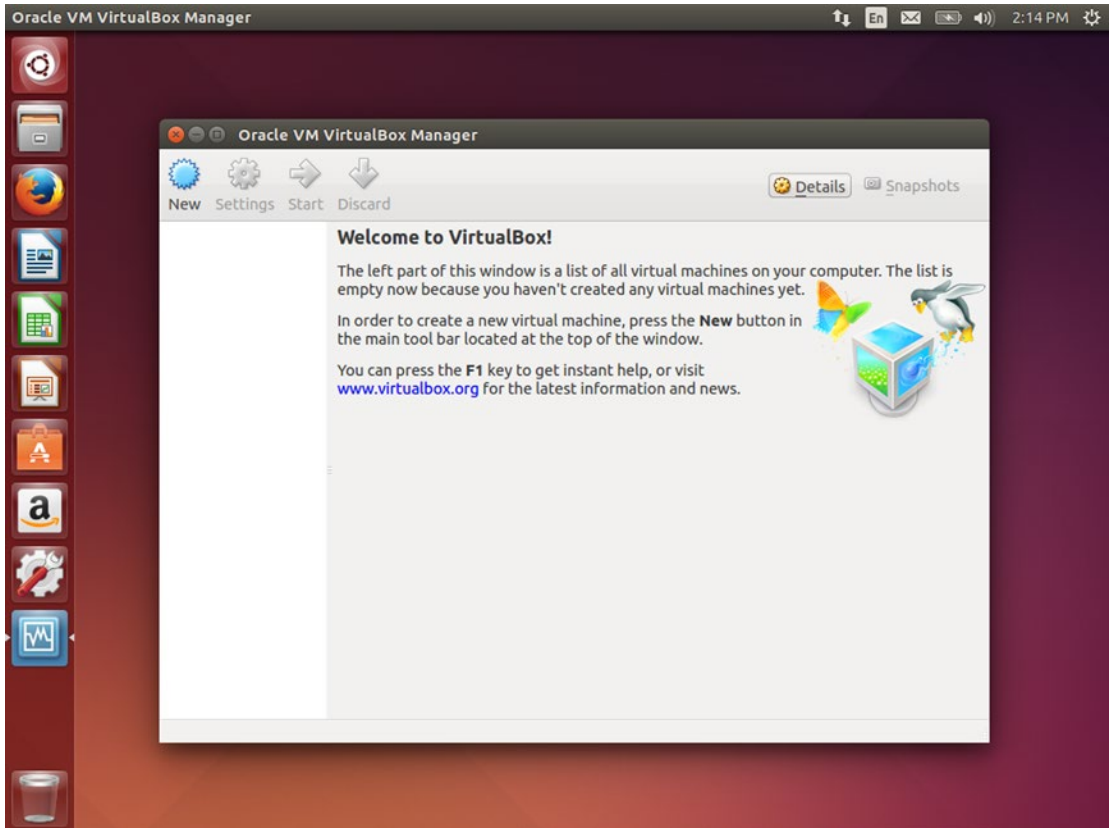 Oracle VM VirtualBox Manager En 2:14 PM
Oracle VM VirtualBox Manager
New Settings Start Discard Details Snapshots
Welcome to VirtualBox!
The left part of this window is a list of all virtual machines on your computer. The list is
empty now because you haven't created any virtual machines yet.
In order to create a new virtual machine, press the New button in
the main tool bar located at the top of the window.
You can press the F1 key to get instant help, or visit
www.virtualbox.org for the latest information and news.
a